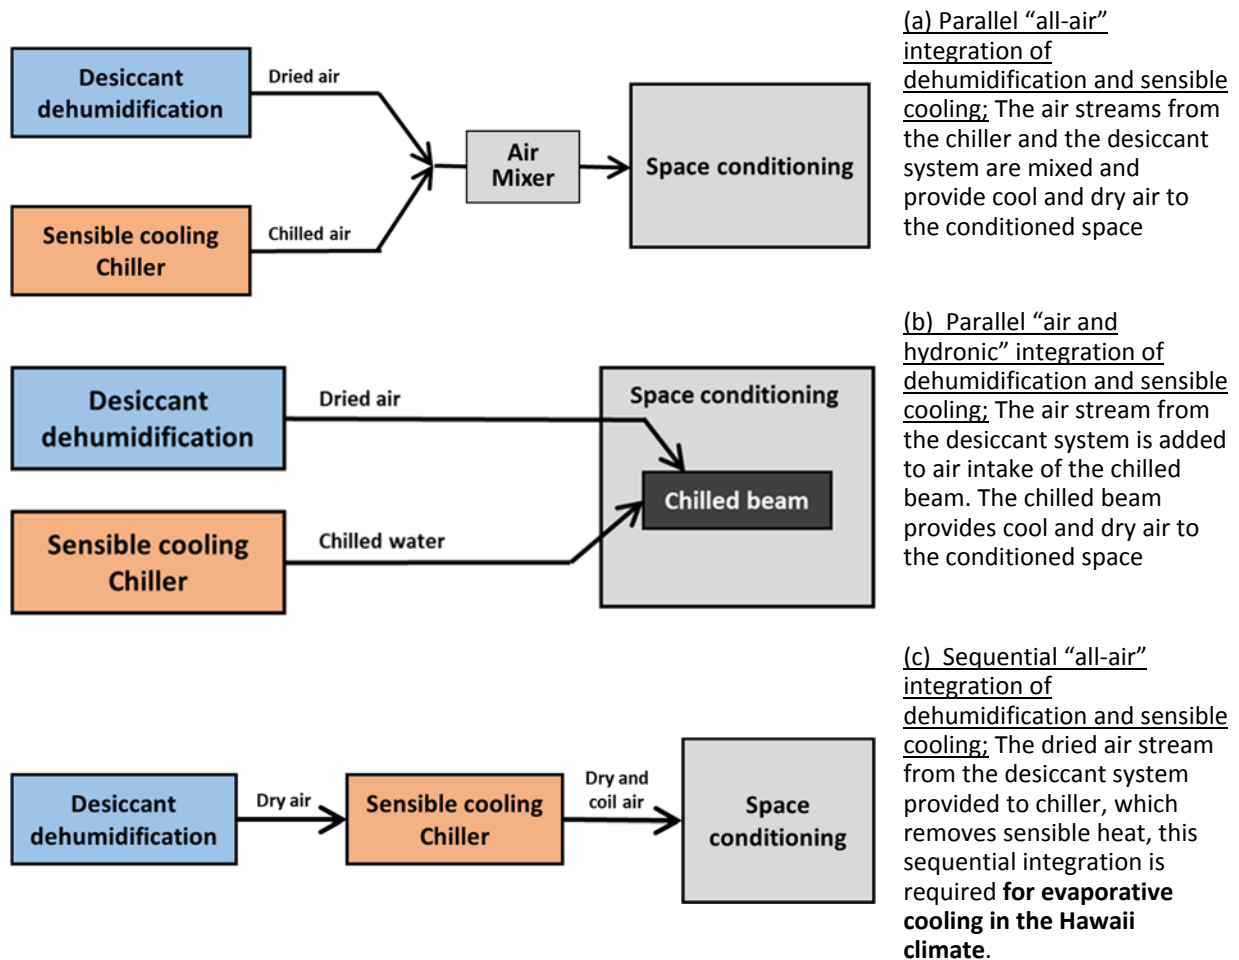 Desiccant
dehumidification
Dried air
Sensible cooling
Chiller
Chilled air
Air
Mixer
Space conditioning
(a) Parallel “all-air”
integration of
dehumidification and sensible
cooling; The air streams from
the chiller and the desiccant
system are mixed and
provide cool and dry air to
the conditioned space
Desiccant
dehumidification
Dried air
Sensible cooling
Chiller
Chilled water
Space conditioning
Chilled beam
(b) Parallel “air and
hydronic” integration of
dehumidification and sensible
cooling; The air stream from
the desiccant system is added
to air intake of the chilled
beam. The chilled beam
provides cool and dry air to
the conditioned space
Desiccant
dehumidification
Dry air
Sensible cooling
Chiller
Dry and
coil air
Space
conditioning
(c) Sequential “all-air”
integration of
dehumidification and sensible
cooling; The dried air stream
from the desiccant system
provided to chiller, which
removes sensible heat, this
sequential integration is
required for evaporative
cooling in the Hawaii
climate.